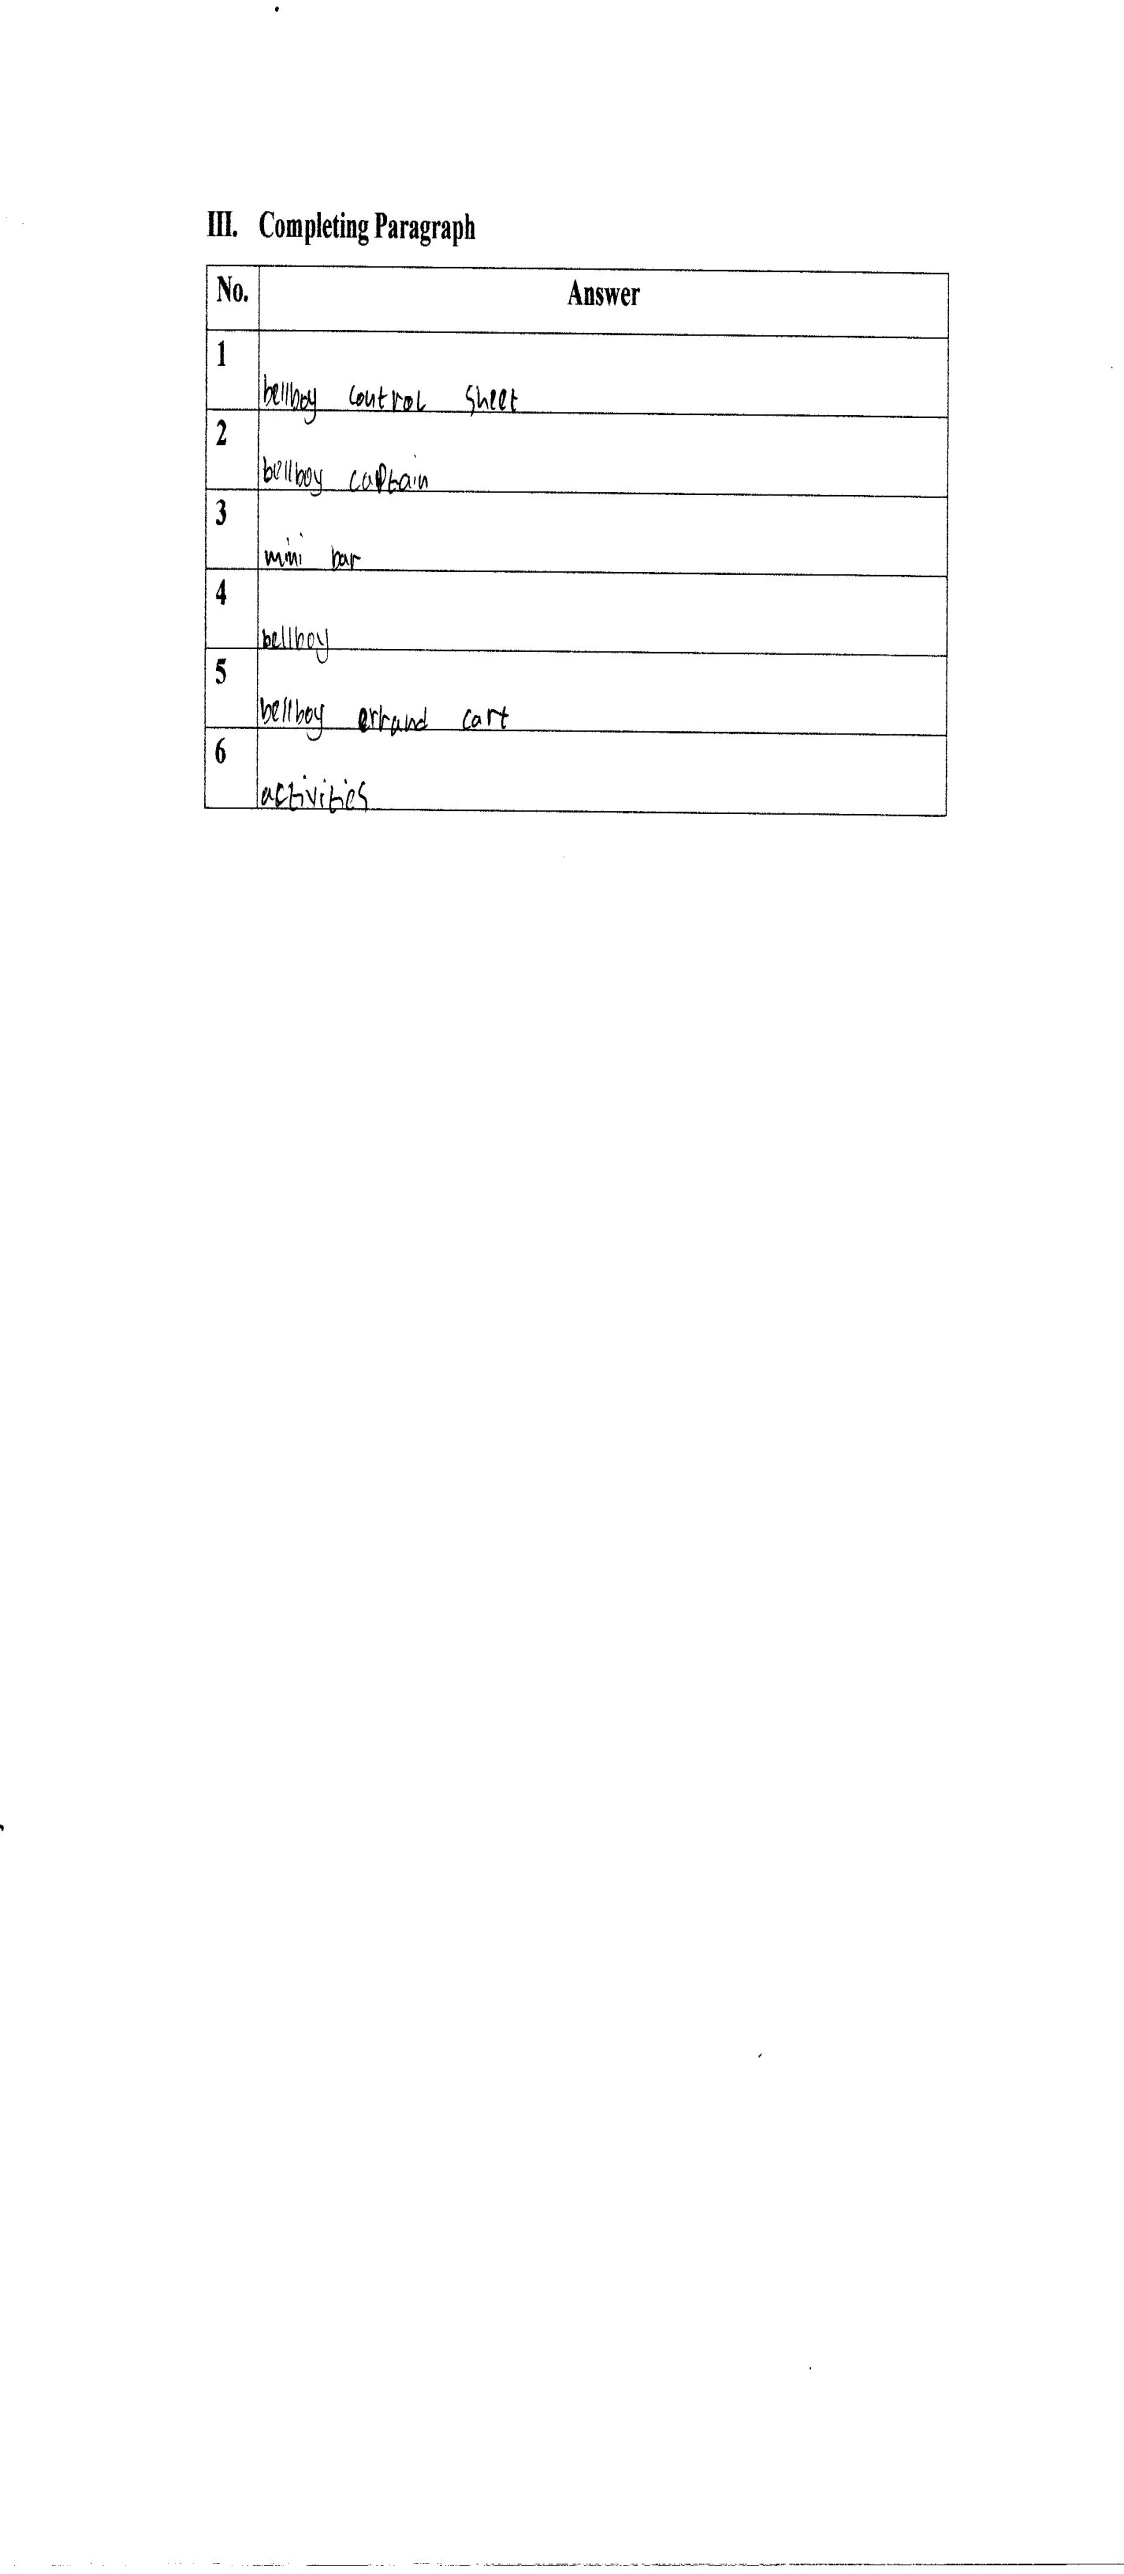 III. Completing Paragraph
No. Answer
1
bellboy control sheet
2
bellboy captain
3
mini bar
4
bellboy
5
bellboy errand cart
6
activities